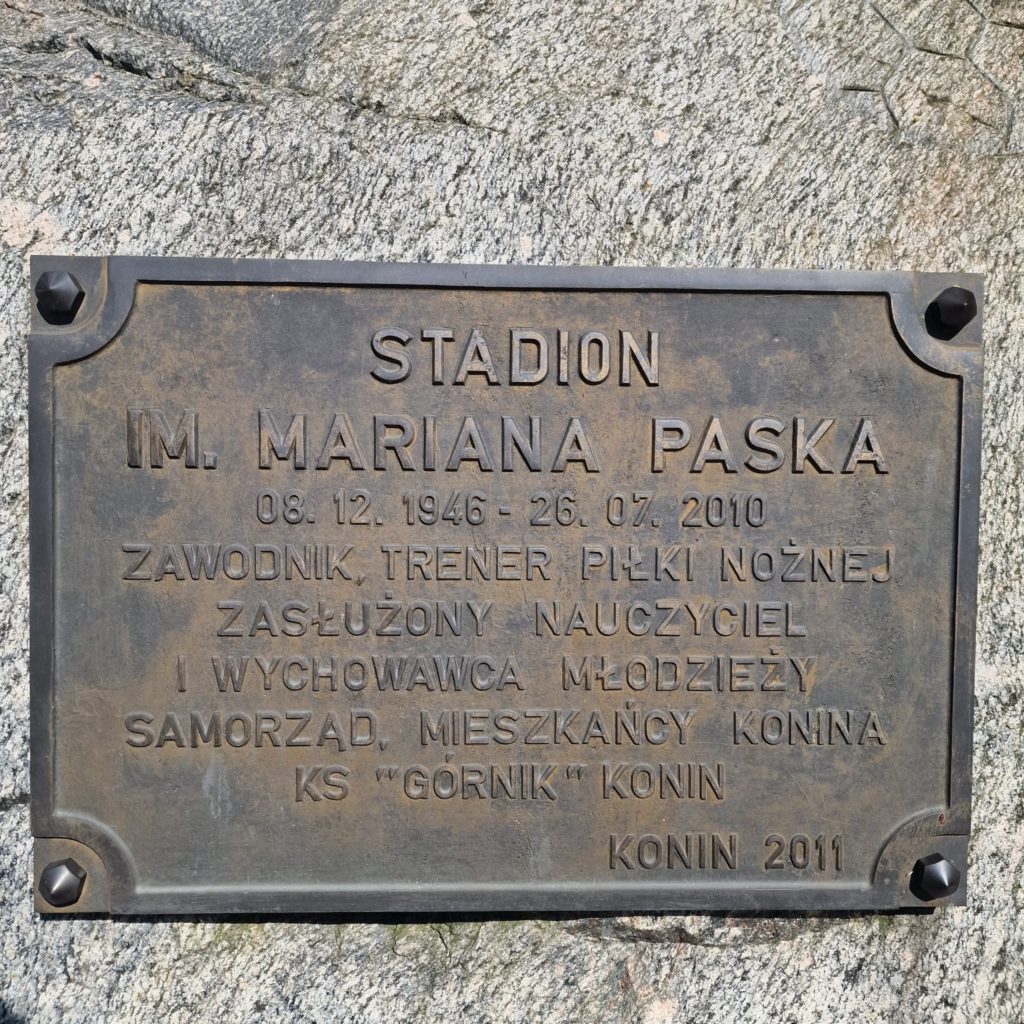 STADION
IM. MARIANA PASKA
08. 12. 1946 - 26. 07. 2010
ZAWODNIK, TRENER PIŁKI NOŻNEJ
ZASŁUŻONY NAUCZYCIEL
I WYCHOWAWCA MŁODZIEŻY
SAMORZĄD, MIESZKAŃCY KONINA
KS "GÓRNIK" KONIN
KONIN 2011